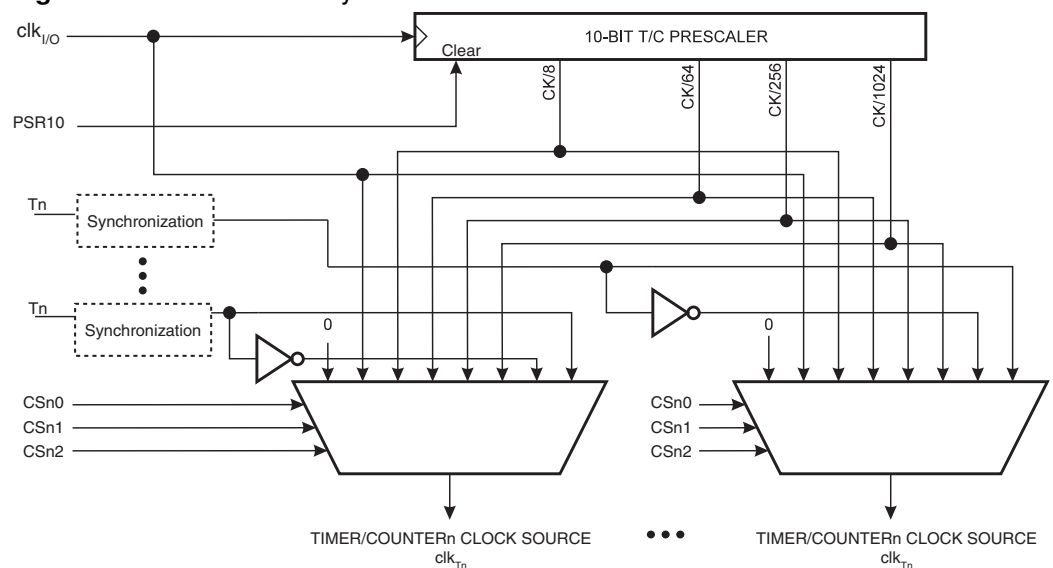 clkI/O
10-BIT T/C PRESCALER
Clear
CK/8
CK/64
CK/256
CK/1024
PSR10
Tn
Synchronization
Tn
Synchronization
0
0
CSn0
CSn1
CSn2
CSn0
CSn1
CSn2
TIMER/COUNTERn CLOCK SOURCE
clkTn
TIMER/COUNTERn CLOCK SOURCE
clkTn